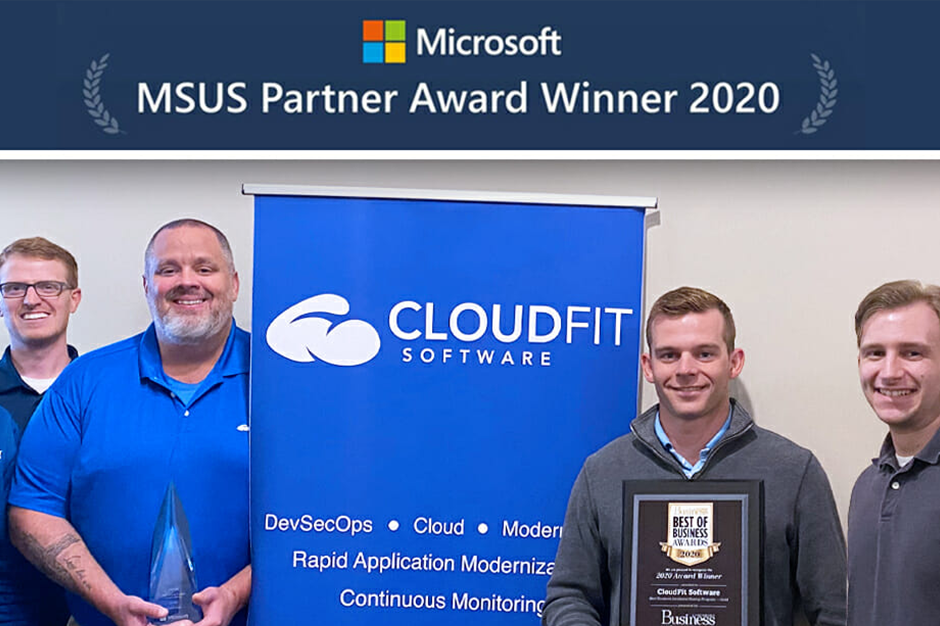 Microsoft
MSUS Partner Award Winner 2020
CLOUDFIT
SOFTWARE
DevSecOps • Cloud • Modern
Rapid Application Moderniza
Continuous Monitoring
Business
BEST OF
BUSINESS
AWARDS
2020
2020 Award Winner
CloudFit Software
Business